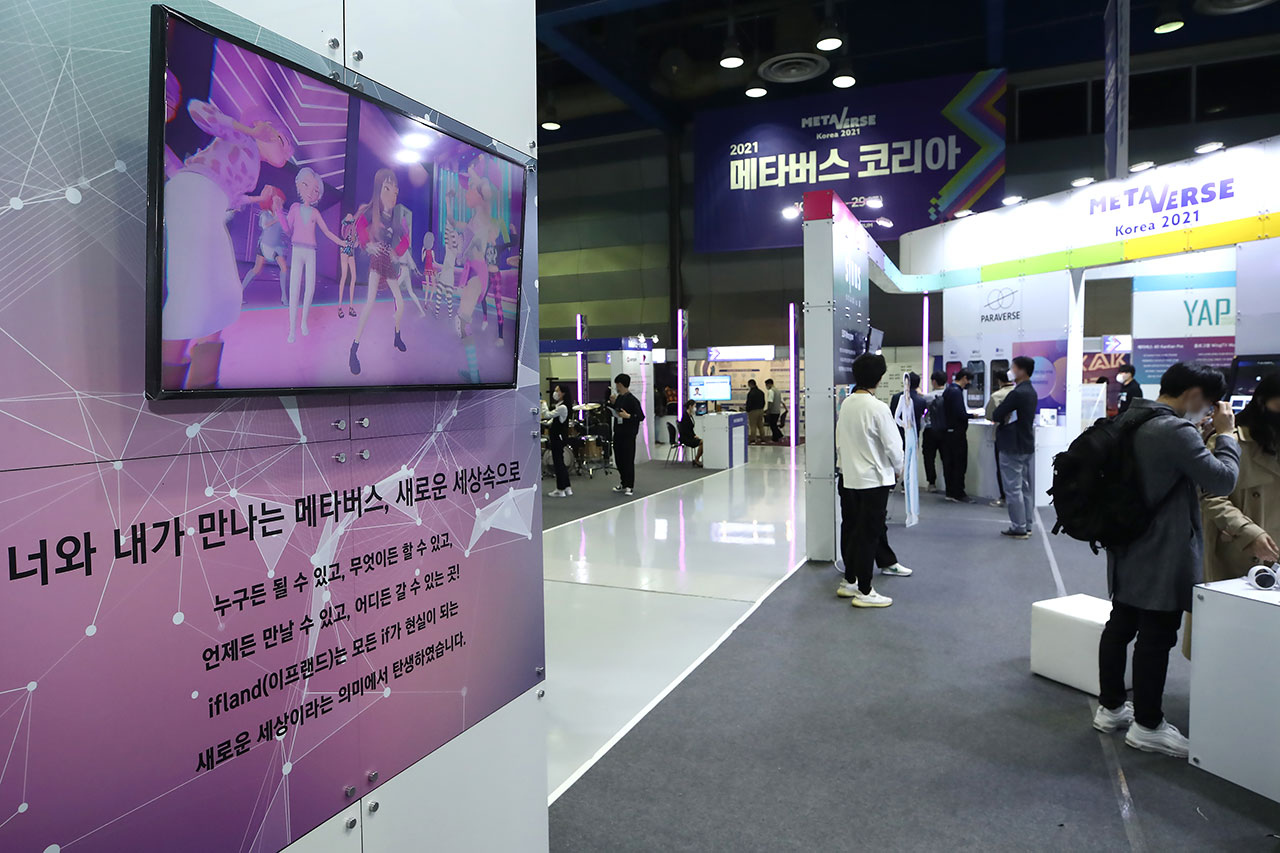 너와 내가 만나는 메타버스, 새로운 세상속으로
누구든 될 수 있고, 무엇이든 할 수 있고,
언제든 만날 수 있고, 어디든 갈 수 있는 곳!
ifland(이프랜드)는 모든 if가 현실이 되는
새로운 세상이라는 의미에서 탄생하였습니다.
METAVERSE
Korea 2021
2021
메타버스 코리아
METAVERSE
Korea 2021
PARAVERSE
YAP